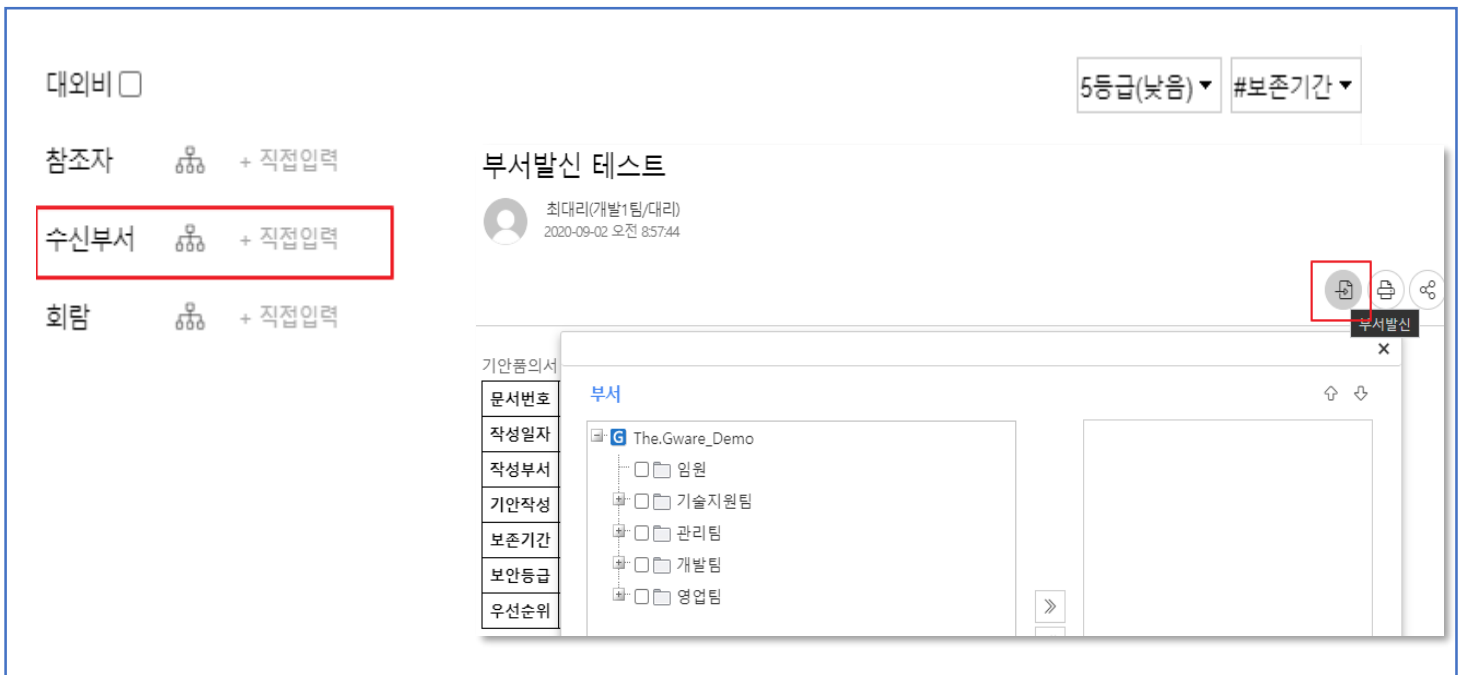 대외비
5등급(낮음) #보존기간
참조자 + 직접입력
수신부서 + 직접입력
회람 + 직접입력
부서발신 테스트
최대리(개발1팀/대리)
2020-09-02 오전 8:57:44
부서발신
기안품의서
문서번호
작성일자
작성부서
기안작성
보존기간
보안등급
우선순위
부서
G The.Gware_Demo
임원
기술지원팀
관리팀
개발팀
영업팀